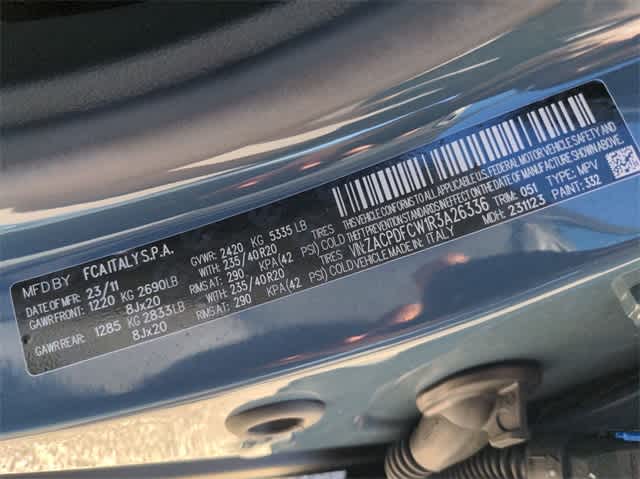 MFD BY FCA ITALY S.P.A.
DATE OF MFR 23/11 GVWR: 2420 KG 5335 LB
GAWR FRONT: 1220 KG 2690LB WITH: 235/40R20 TIRES
8Jx20 RIMS AT: 290 KPA(42 PSI) COLD
GAWR REAR: 1285 KG 2833LB WITH: 235/40R20 TIRES
8Jx20 RIMS AT: 290 KPA(42 PSI) COLD
THIS VEHICLE CONFORMS TO ALL APPLICABLE U.S. FEDERAL MOTOR VEHICLE SAFETY AND
THEFT PREVENTION STANDARDS IN EFFECT ON THE DATE OF MANUFACTURE SHOWN ABOVE
VIN: ZACPDFCW1R3A26336 TYPE: MPV
VEHICLE MADE IN: ITALY TRIM: 051 PAINT: 332
MDH: 231123